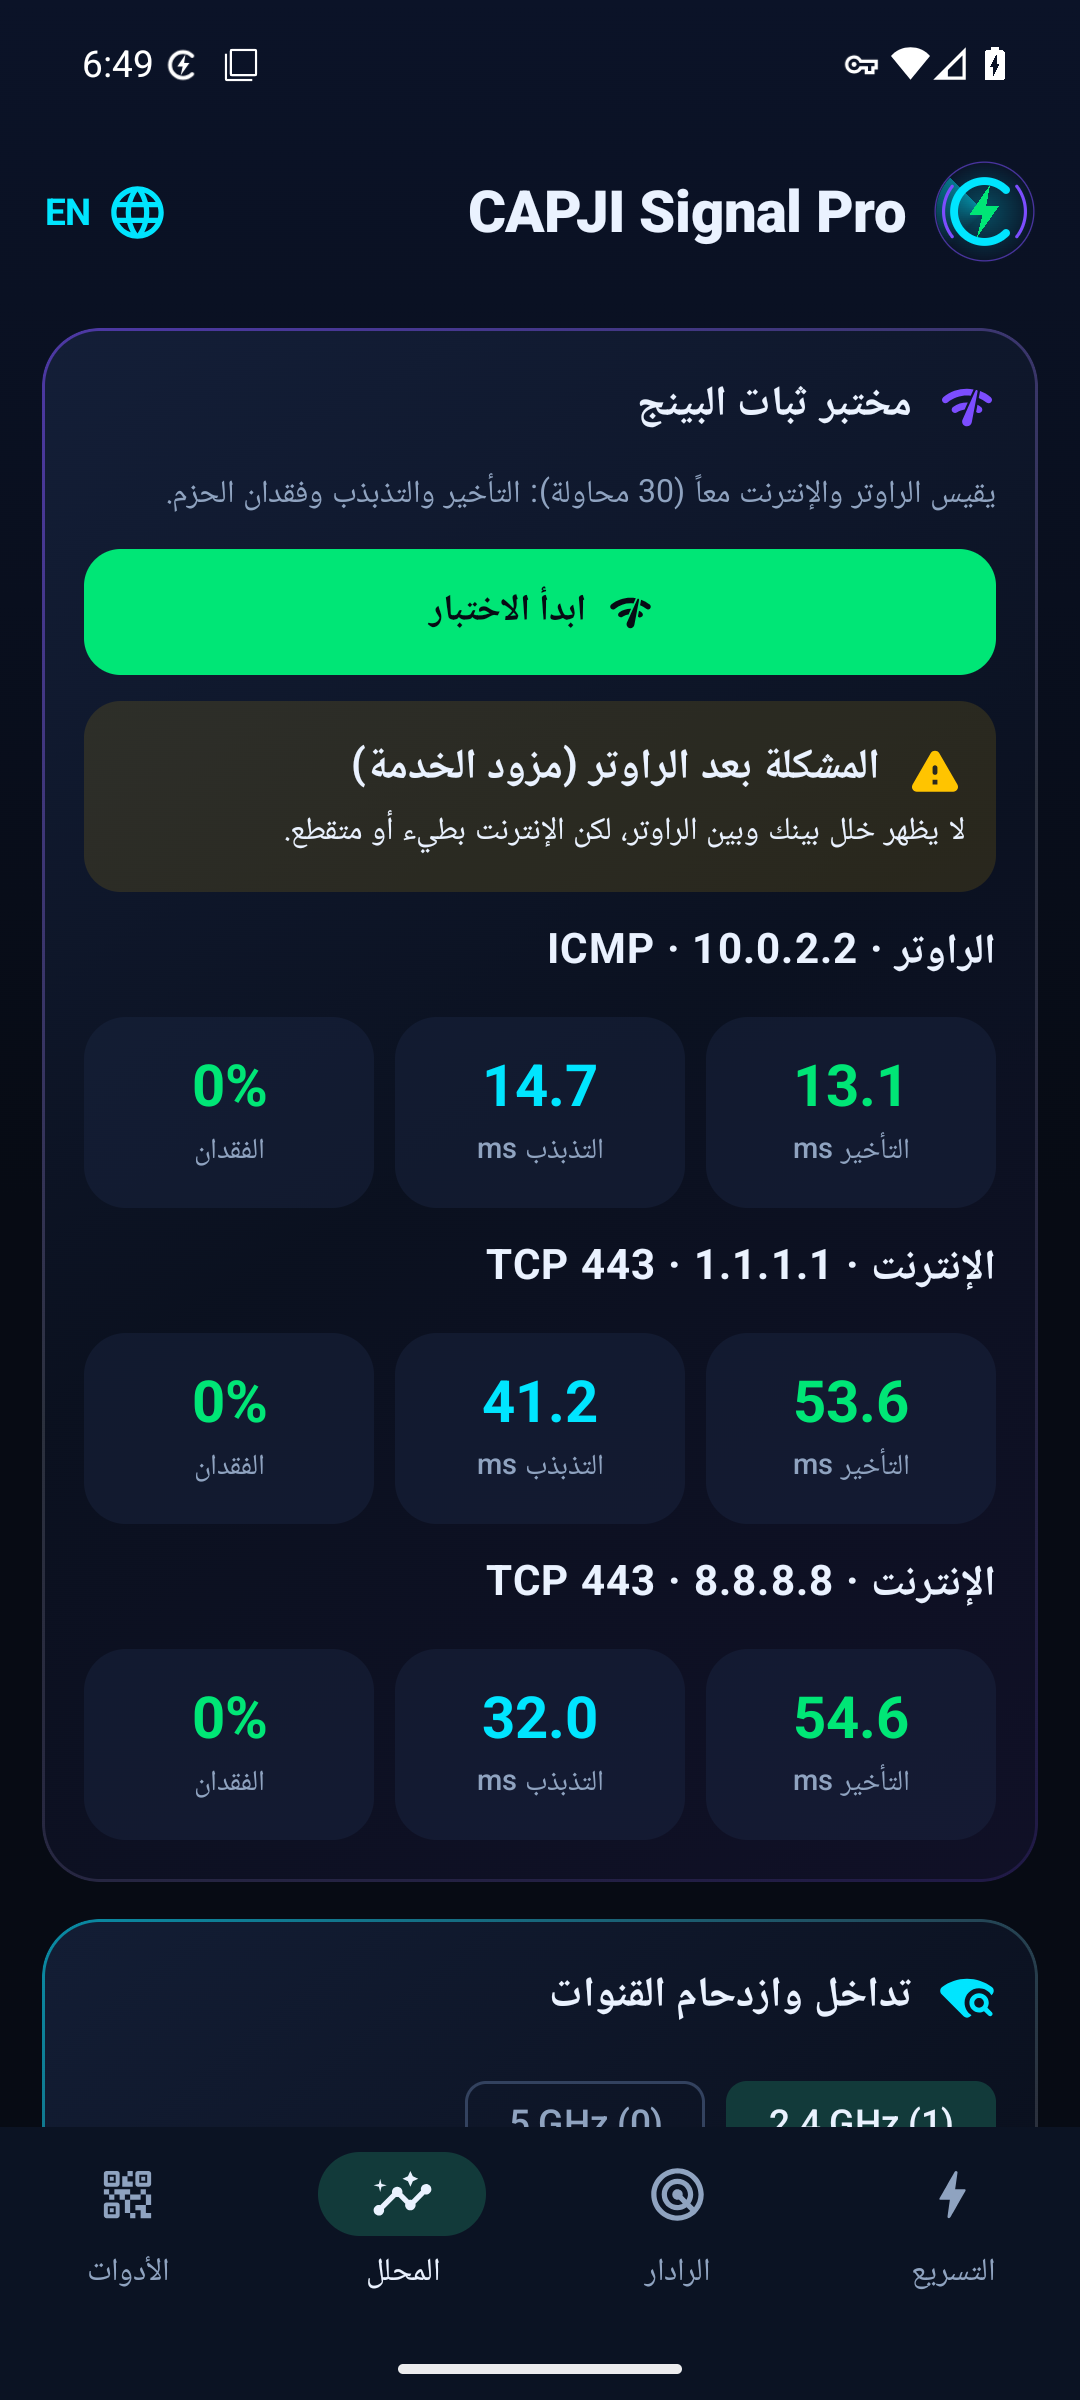 6:49
CAPJI Signal Pro
EN
مختبر ثبات البينج
يقيس الراوتر والإنترنت معاً (30 محاولة): التأخير والتذبذب وفقدان الحزم.
ابدأ الاختبار
المشكلة بعد الراوتر (مزود الخدمة)
لا يظهر خلل بينك وبين الراوتر، لكن الإنترنت بطيء أو متقطع.
الراوتر · 10.0.2.2 · ICMP
13.1
التأخير ms
14.7
التذبذب ms
0%
الفقدان
الإنترنت · 1.1.1.1 · TCP 443
53.6
التأخير ms
41.2
التذبذب ms
0%
الفقدان
الإنترنت · 8.8.8.8 · TCP 443
54.6
التأخير ms
32.0
التذبذب ms
0%
الفقدان
تداخل وازدحام القنوات
2.4 GHz (1)
5 GHz (0)
التسريع
الرادار
المحلل
الأدوات